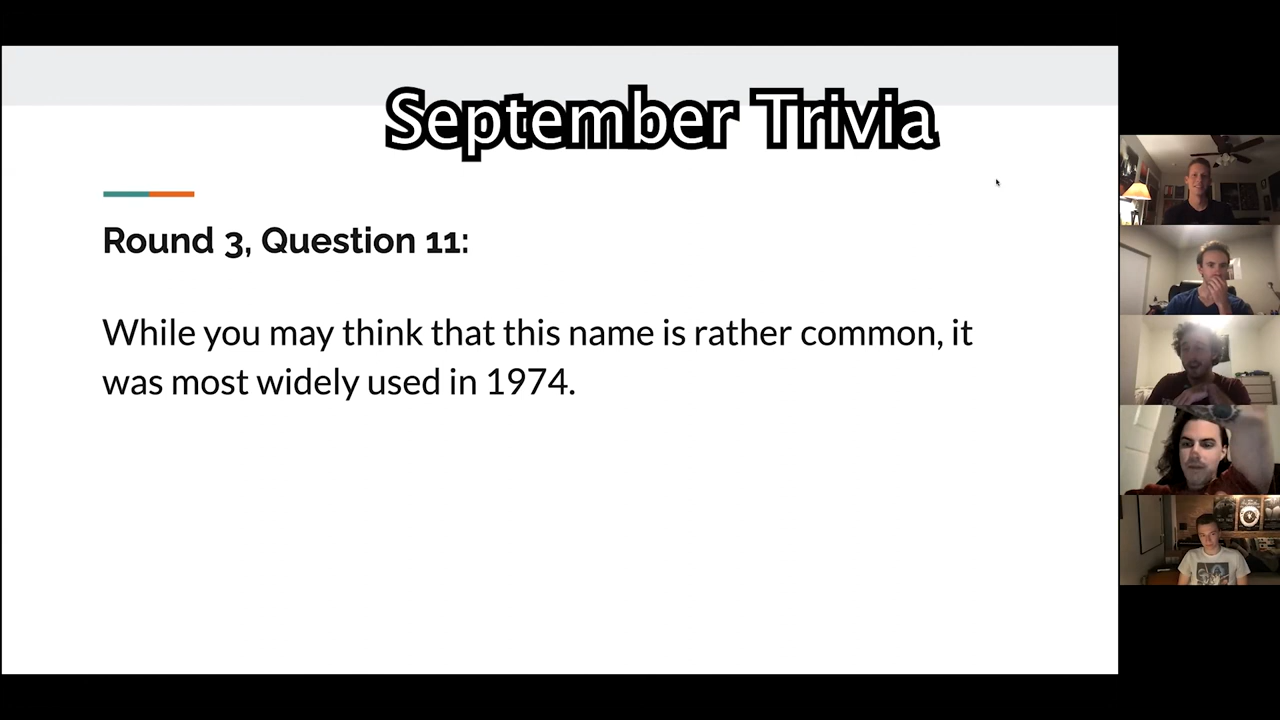 September Trivia
Round 3, Question 11:
While you may think that this name is rather common, it
was most widely used in 1974.